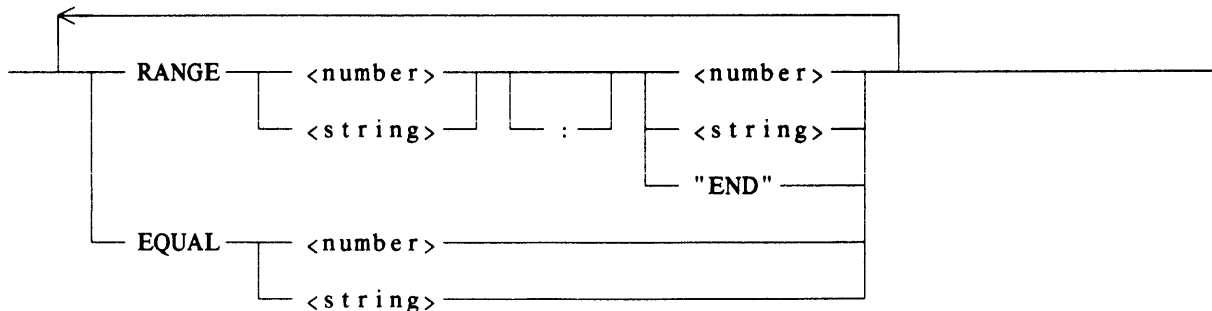 RANGE <number> <number>
<string> : <string>
"END"
EQUAL <number>
<string>